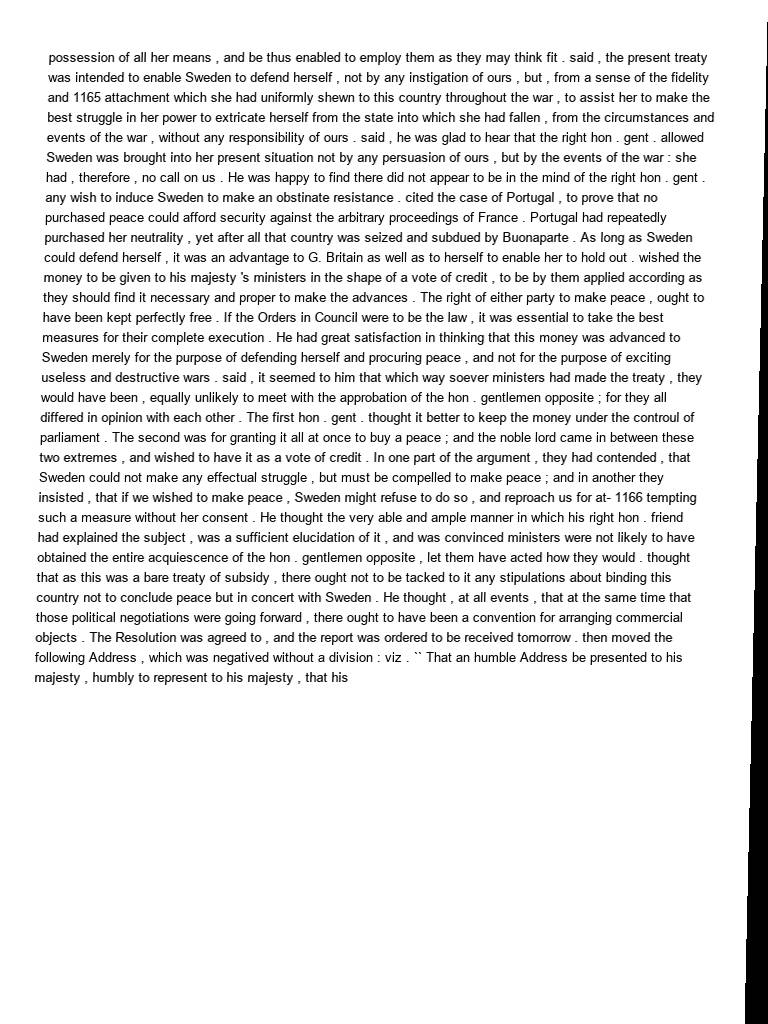 possession of all her means , and be thus enabled to employ them as they may think fit . said , the present treaty
was intended to enable Sweden to defend herself , not by any instigation of ours , but , from a sense of the fidelity
and 1165 attachment which she had uniformly shewn to this country throughout the war , to assist her to make the
best struggle in her power to extricate herself from the state into which she had fallen , from the circumstances and
events of the war , without any responsibility of ours . said , he was glad to hear that the right hon . gent . allowed
Sweden was brought into her present situation not by any persuasion of ours , but by the events of the war : she
had , therefore , no call on us . He was happy to find there did not appear to be in the mind of the right hon . gent .
any wish to induce Sweden to make an obstinate resistance . cited the case of Portugal , to prove that no
purchased peace could afford security against the arbitrary proceedings of France . Portugal had repeatedly
purchased her neutrality , yet after all that country was seized and subdued by Buonaparte . As long as Sweden
could defend herself , it was an advantage to G. Britain as well as to herself to enable her to hold out . wished the
money to be given to his majesty 's ministers in the shape of a vote of credit , to be by them applied according as
they should find it necessary and proper to make the advances . The right of either party to make peace , ought to
have been kept perfectly free . If the Orders in Council were to be the law , it was essential to take the best
measures for their complete execution . He had great satisfaction in thinking that this money was advanced to
Sweden merely for the purpose of defending herself and procuring peace , and not for the purpose of exciting
useless and destructive wars . said , it seemed to him that which way soever ministers had made the treaty , they
would have been , equally unlikely to meet with the approbation of the hon . gentlemen opposite ; for they all
differed in opinion with each other . The first hon . gent . thought it better to keep the money under the controul of
parliament . The second was for granting it all at once to buy a peace ; and the noble lord came in between these
two extremes , and wished to have it as a vote of credit . In one part of the argument , they had contended , that
Sweden could not make any effectual struggle , but must be compelled to make peace ; and in another they
insisted , that if we wished to make peace , Sweden might refuse to do so , and reproach us for at- 1166 tempting
such a measure without her consent . He thought the very able and ample manner in which his right hon . friend
had explained the subject , was a sufficient elucidation of it , and was convinced ministers were not likely to have
obtained the entire acquiescence of the hon . gentlemen opposite , let them have acted how they would . thought
that as this was a bare treaty of subsidy , there ought not to be tacked to it any stipulations about binding this
country not to conclude peace but in concert with Sweden . He thought , at all events , that at the same time that
those political negotiations were going forward , there ought to have been a convention for arranging commercial
objects . The Resolution was agreed to , and the report was ordered to be received tomorrow . then moved the
following Address , which was negatived without a division : viz . `` That an humble Address be presented to his
majesty , humbly to represent to his majesty , that his